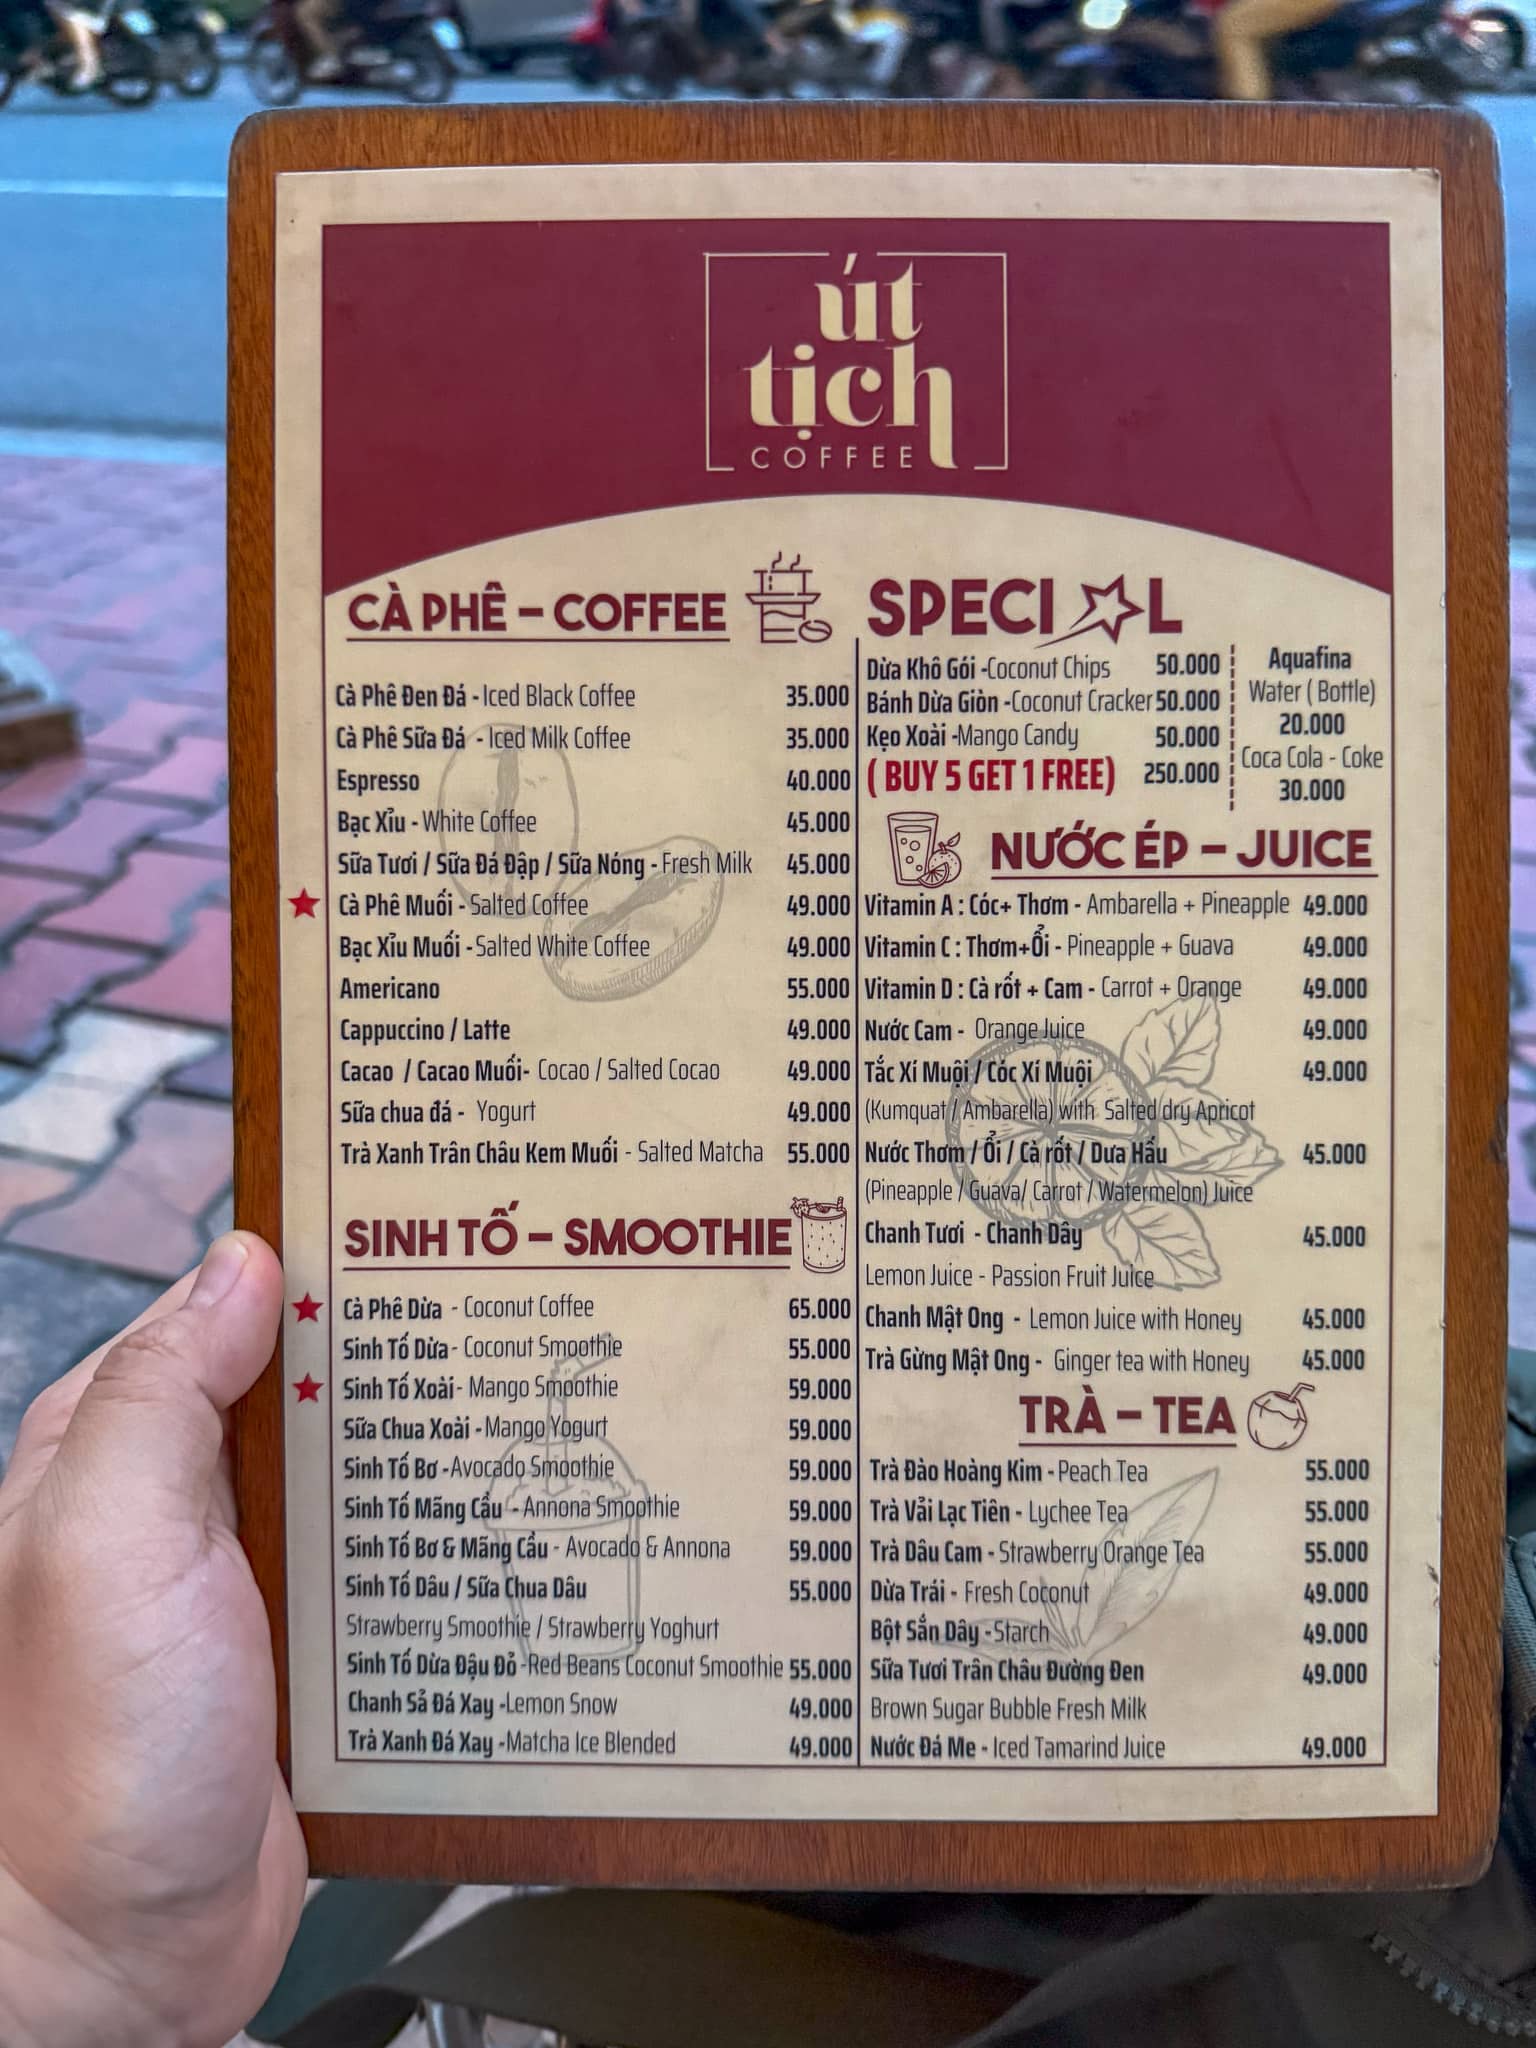 út
tịch
COFFEE
CÀ PHÊ - COFFEE
Cà Phê Đen Đá - Iced Black Coffee 35.000
Cà Phê Sữa Đá - Iced Milk Coffee 35.000
Espresso 40.000
Bạc Xỉu - White Coffee 45.000
Sữa Tươi / Sữa Đá Đập / Sữa Nóng - Fresh Milk 45.000
Cà Phê Muối - Salted Coffee 49.000
Bạc Xỉu Muối - Salted White Coffee 49.000
Americano 55.000
Cappuccino / Latte 49.000
Cacao / Cacao Muối- Cocao / Salted Cocao 49.000
Sữa chua đá - Yogurt 49.000
Trà Xanh Trân Châu Kem Muối - Salted Matcha 55.000
SINH TỐ - SMOOTHIE
Cà Phê Dừa - Coconut Coffee 65.000
Sinh Tố Dừa- Coconut Smoothie 55.000
Sinh Tố Xoài- Mango Smoothie 59.000
Sữa Chua Xoài - Mango Yogurt 59.000
Sinh Tố Bơ -Avocado Smoothie 59.000
Sinh Tố Mãng Cầu - Annona Smoothie 59.000
Sinh Tố Bơ & Mãng Cầu - Avocado & Annona 59.000
Sinh Tố Dâu / Sữa Chua Dâu 55.000
Strawberry Smoothie / Strawberry Yoghurt
Sinh Tố Dừa Đậu Đỏ -Red Beans Coconut Smoothie 55.000
Chanh Sả Đá Xay -Lemon Snow 49.000
Trà Xanh Đá Xay -Matcha Ice Blended 49.000
SPECIAL
Dừa Khô Gói -Coconut Chips 50.000
Bánh Dừa Giòn -Coconut Cracker 50.000
Kẹo Xoài -Mango Candy 50.000
( BUY 5 GET 1 FREE) 250.000
Aquafina
Water ( Bottle)
20.000
Coca Cola - Coke
30.000
NƯỚC ÉP - JUICE
Vitamin A : Cóc+ Thơm - Ambarella + Pineapple 49.000
Vitamin C : Thơm+Ổi - Pineapple + Guava 49.000
Vitamin D : Cà rốt + Cam - Carrot + Orange 49.000
Nước Cam - Orange Juice 49.000
Tắc Xí Muội / Cóc Xí Muội 49.000
(Kumquat / Ambarella) with Salted dry Apricot
Nước Thơm / Ổi / Cà rốt / Dưa Hấu 45.000
(Pineapple / Guava/ Carrot / Watermelon) Juice
Chanh Tươi - Chanh Dây 45.000
Lemon Juice - Passion Fruit Juice
Chanh Mật Ong - Lemon Juice with Honey 45.000
Trà Gừng Mật Ong - Ginger tea with Honey 45.000
TRÀ - TEA
Trà Đào Hoàng Kim - Peach Tea 55.000
Trà Vải Lạc Tiên - Lychee Tea 55.000
Trà Dâu Cam - Strawberry Orange Tea 55.000
Dừa Trái - Fresh Coconut 49.000
Bột Sắn Dây -Starch 49.000
Sữa Tươi Trân Châu Đường Đen 49.000
Brown Sugar Bubble Fresh Milk
Nước Đá Me - Iced Tamarind Juice 49.000